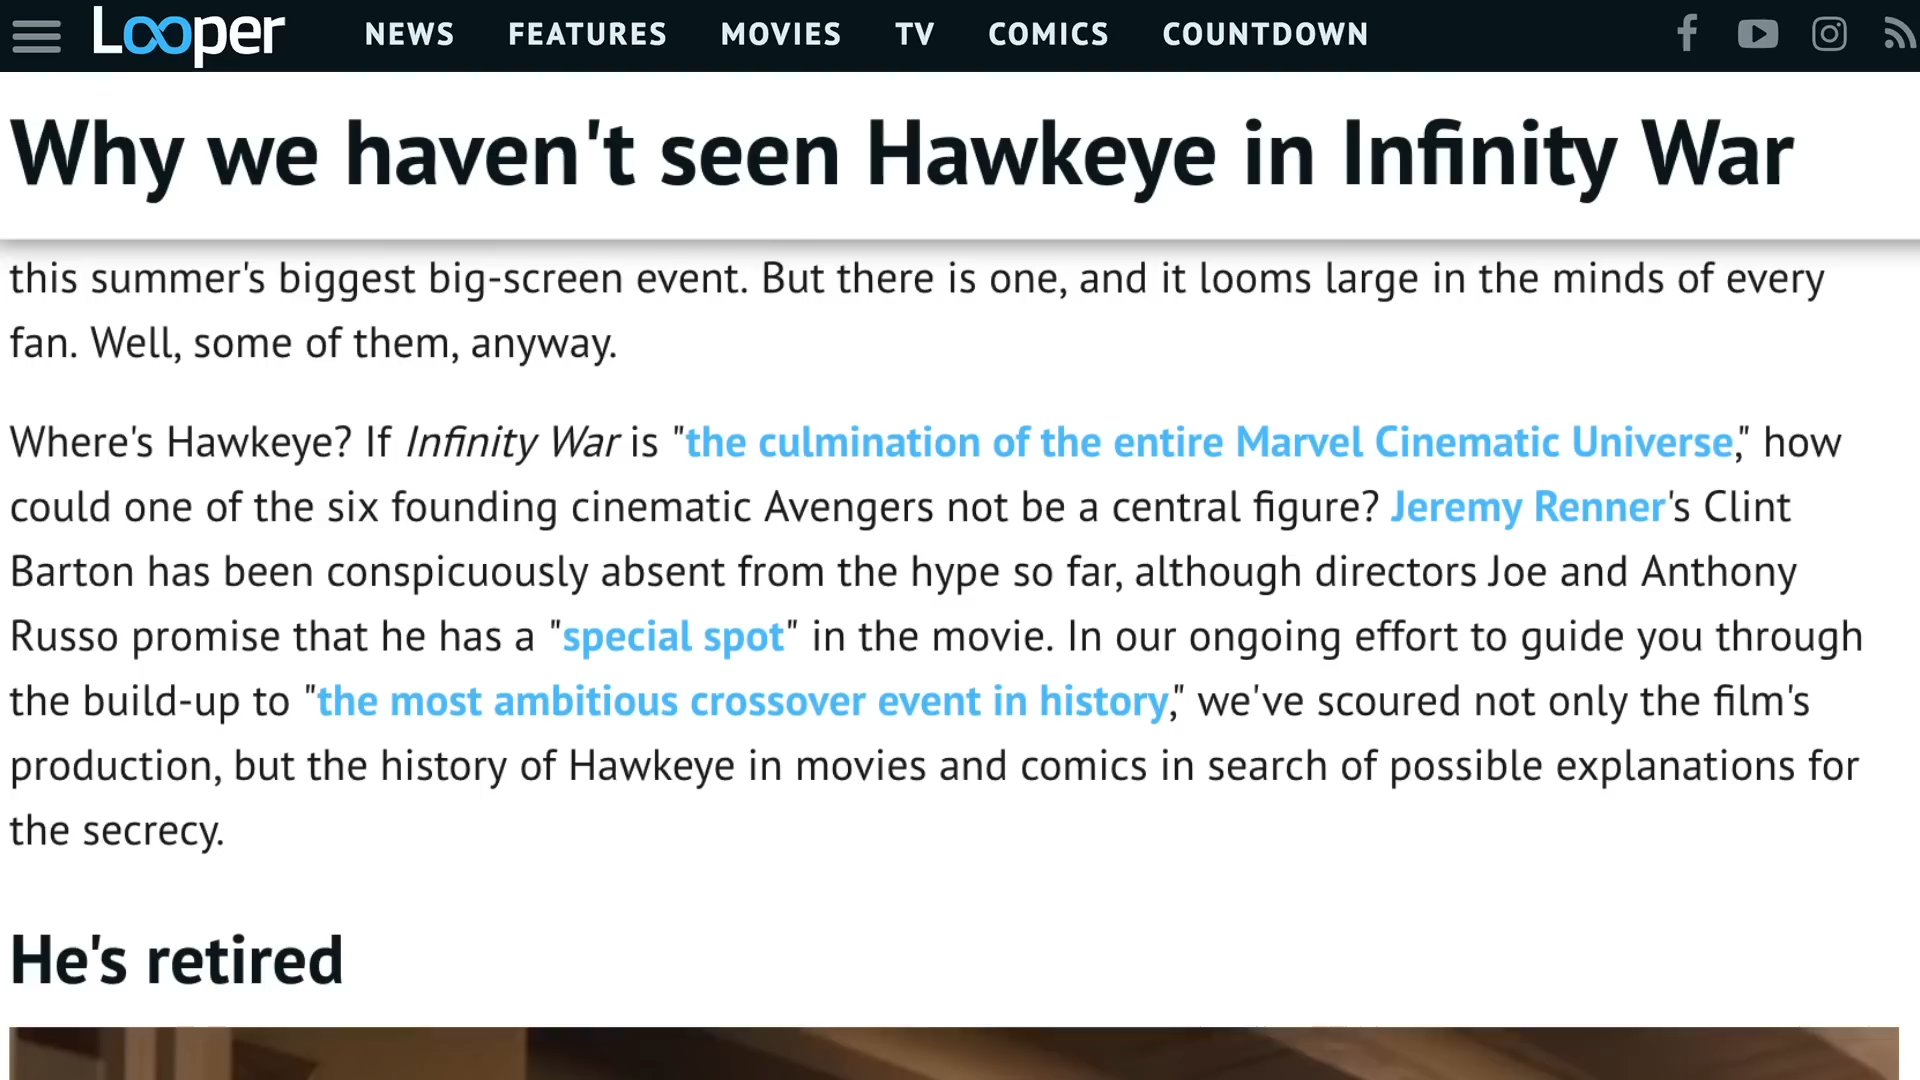 Looper NEWS FEATURES MOVIES TV COMICS COUNTDOWN
Why we haven't seen Hawkeye in Infinity War
this summer's biggest big-screen event. But there is one, and it looms large in the minds of every
fan. Well, some of them, anyway.
Where's Hawkeye? If Infinity War is "the culmination of the entire Marvel Cinematic Universe," how
could one of the six founding cinematic Avengers not be a central figure? Jeremy Renner's Clint
Barton has been conspicuously absent from the hype so far, although directors Joe and Anthony
Russo promise that he has a "special spot" in the movie. In our ongoing effort to guide you through
the build-up to "the most ambitious crossover event in history," we've scoured not only the film's
production, but the history of Hawkeye in movies and comics in search of possible explanations for
the secrecy.
He's retired